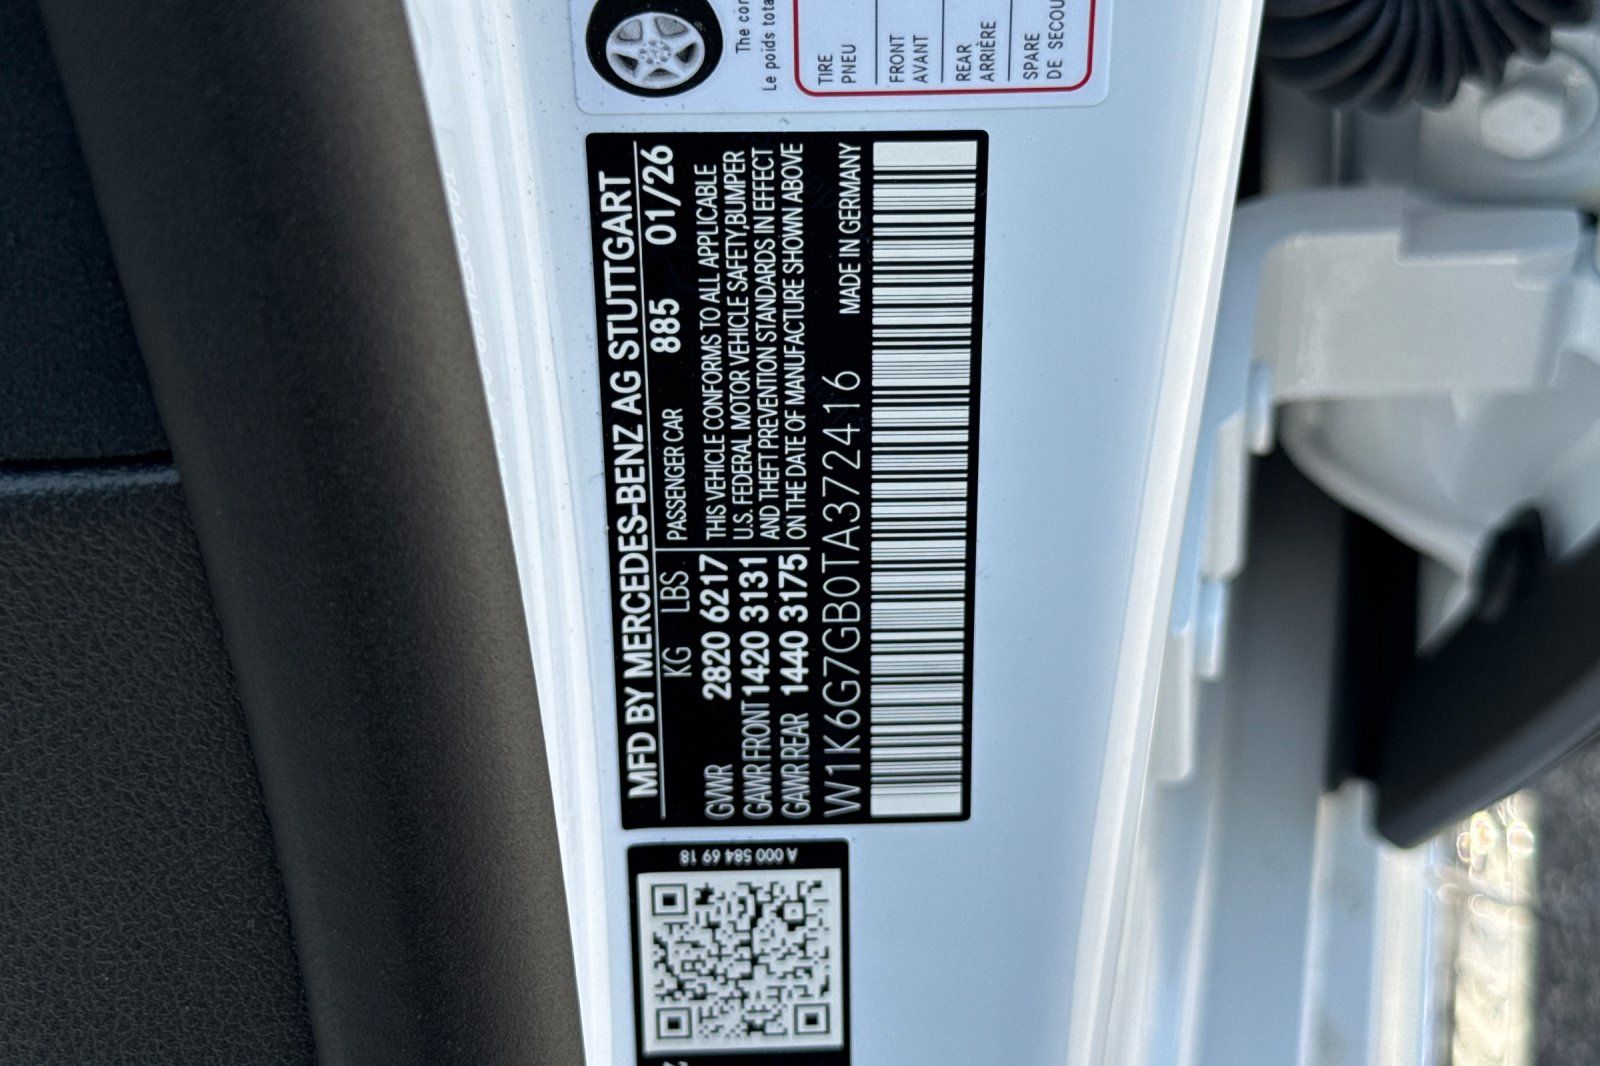 The con
Le poids tota
TIRE
PNEU
FRONT
AVANT
REAR
ARRIÈRE
SPARE
DE SECOU
MFD BY MERCEDES-BENZ AG STUTTGART
KG LBS PASSENGER CAR 885 01/26
GVWR 2820 6217
GAWR FRONT 1420 3131
GAWR REAR 1440 3175
THIS VEHICLE CONFORMS TO ALL APPLICABLE
U.S. FEDERAL MOTOR VEHICLE SAFETY,BUMPER
AND THEFT PREVENTION STANDARDS IN EFFECT
ON THE DATE OF MANUFACTURE SHOWN ABOVE
W1K6G7GB0TA372416 MADE IN GERMANY
A 000 584 69 18